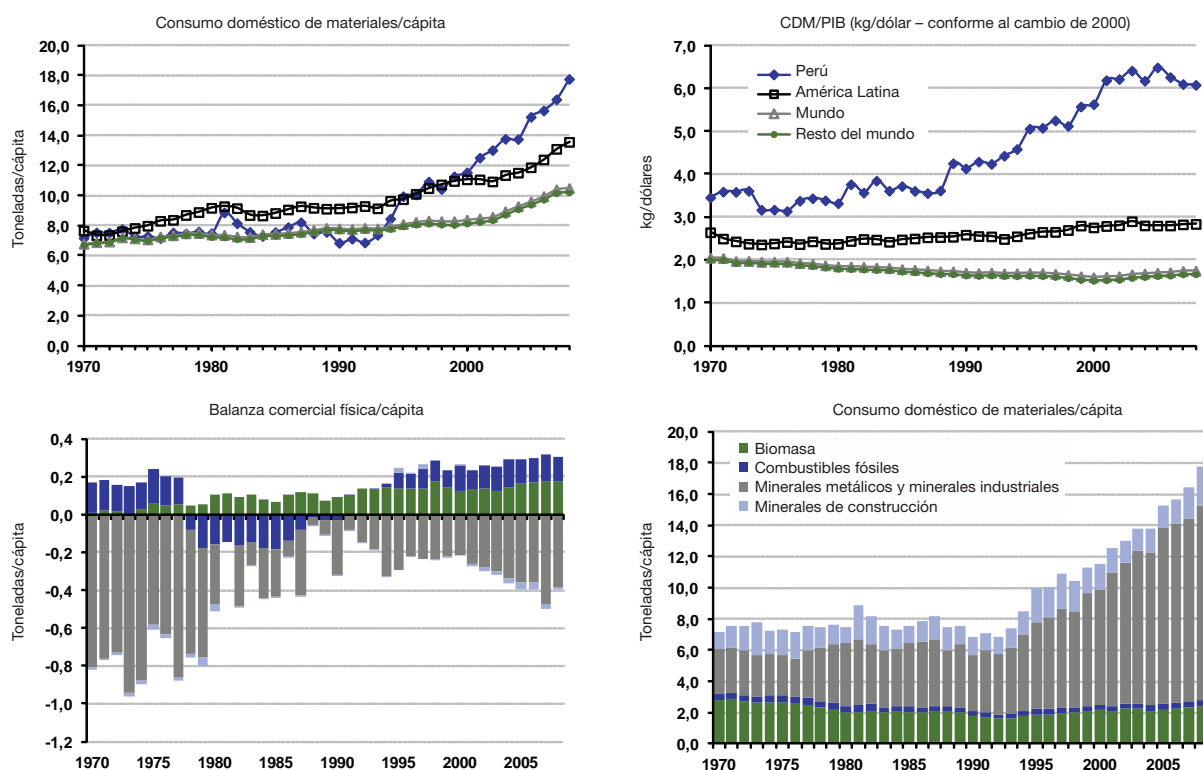 Consumo doméstico de materiales/cápita
Toneladas/cápita
20,0
18,0
16,0
14,0
12,0
10,0
8,0
6,0
4,0
2,0
0,0
1970 1980 1990 2000
CDM/PIB (kg/dólar – conforme al cambio de 2000)
kg/dólares
7,0
6,0
5,0
4,0
3,0
2,0
1,0
0,0
Perú
América Latina
Mundo
Resto del mundo
1970 1980 1990 2000
Balanza comercial física/cápita
Toneladas/cápita
0,4
0,2
0,0
-0,2
-0,4
-0,6
-0,8
-1,0
-1,2
1970 1975 1980 1985 1990 1995 2000 2005
Consumo doméstico de materiales/cápita
Toneladas/cápita
20,0
18,0
16,0
14,0
12,0
10,0
8,0
6,0
4,0
2,0
0,0
Biomasa
Combustibles fósiles
Minerales metálicos y minerales industriales
Minerales de construcción
1970 1975 1980 1985 1990 1995 2000 2005